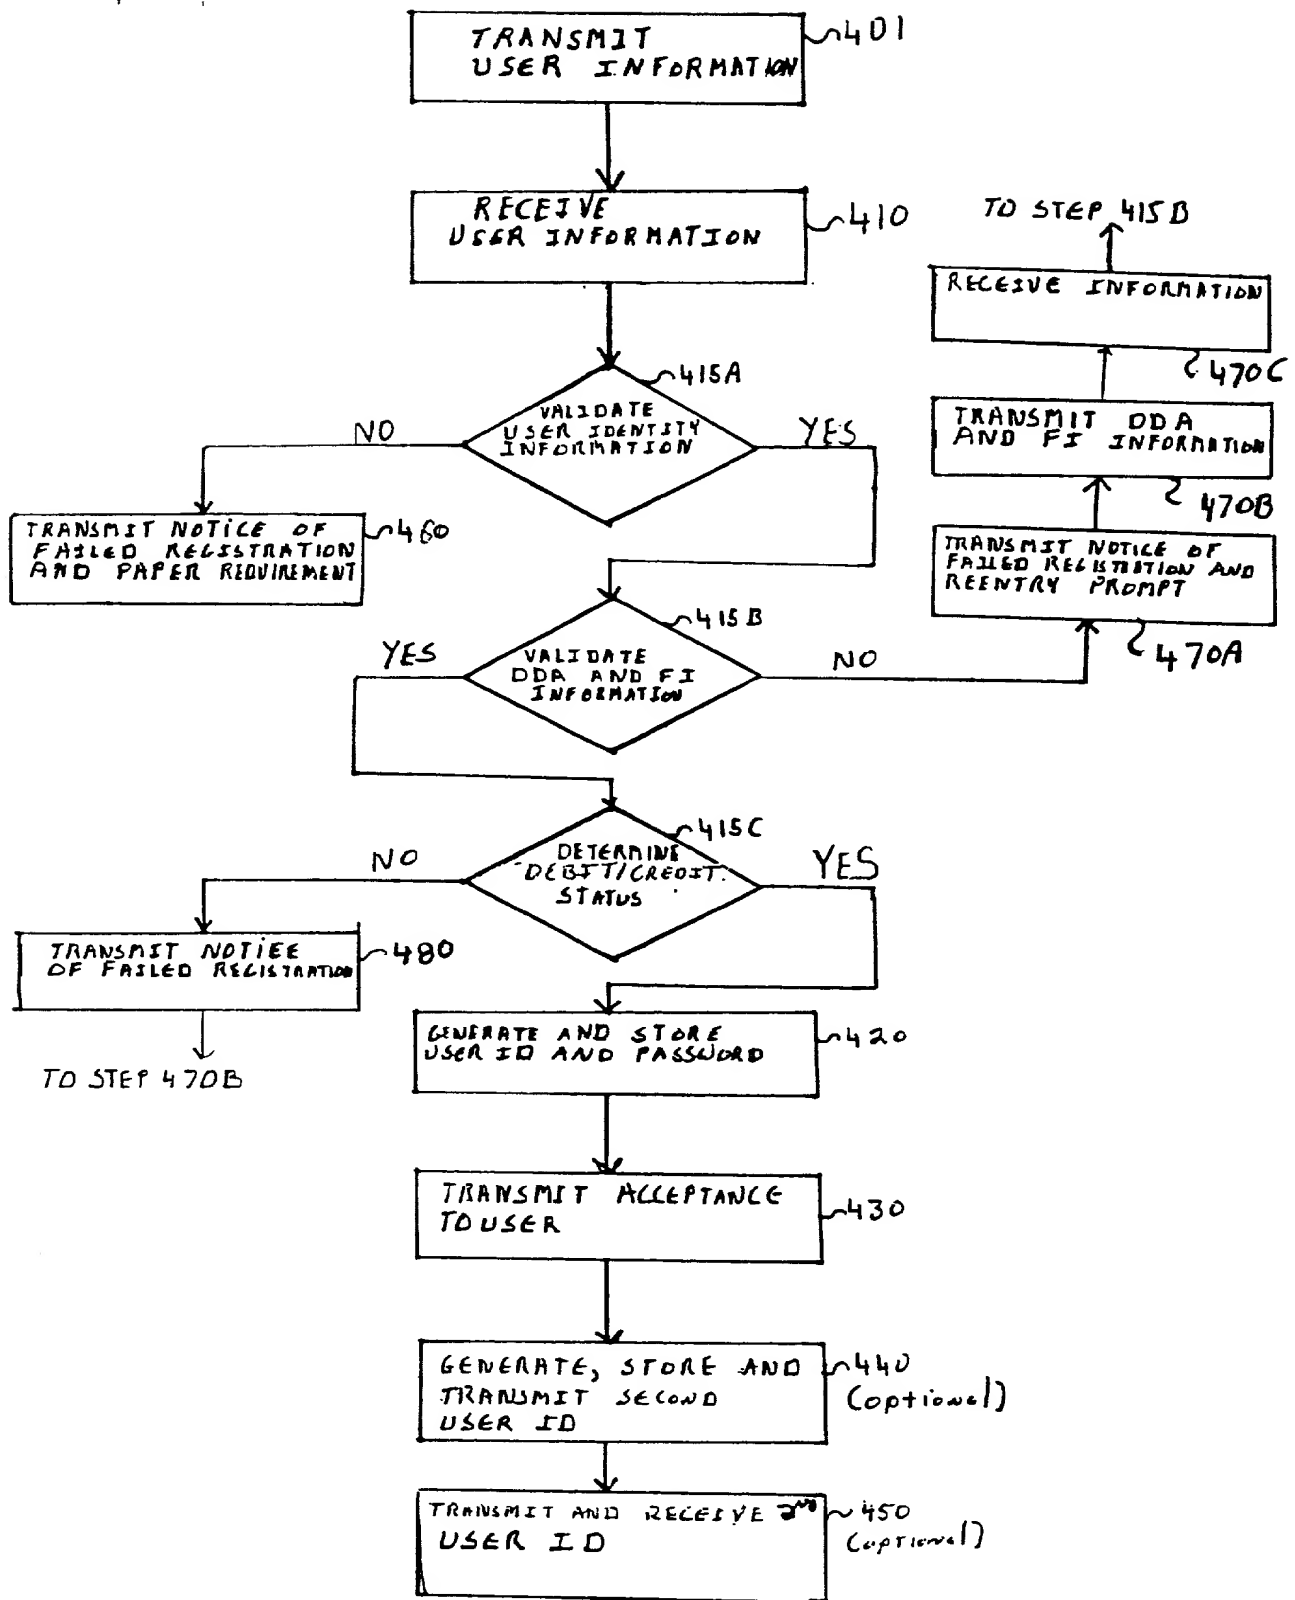 TRANSMIT
USER INFORMATION
401
RECEIVE
USER INFORMATION
410
TO STEP 415B
RECEIVE INFORMATION
470C
415A
VALIDATE
USER IDENTITY
INFORMATION
NO
YES
TRANSMIT DDA
AND FI INFORMATION
470B
TRANSMIT NOTICE OF
FAILED REGISTRATION
AND PAPER REQUIREMENT
460
TRANSMIT NOTICE OF
FAILED REGISTRATION AND
REENTRY PROMPT
470A
415B
VALIDATE
DDA AND FI
INFORMATION
YES
NO
415C
DETERMINE
DEBIT/CREDIT
STATUS
NO
YES
TRANSMIT NOTIEE
OF FAILED REGISTRATION
480
TO STEP 470B
GENERATE AND STORE
USER ID AND PASSWORD
420
TRANSMIT ACCEPTANCE
TO USER
430
GENERATE, STORE AND
TRANSMIT SECOND
USER ID
440
(optional)
TRANSMIT AND RECEIVE 2ND
USER ID
450
(optional)